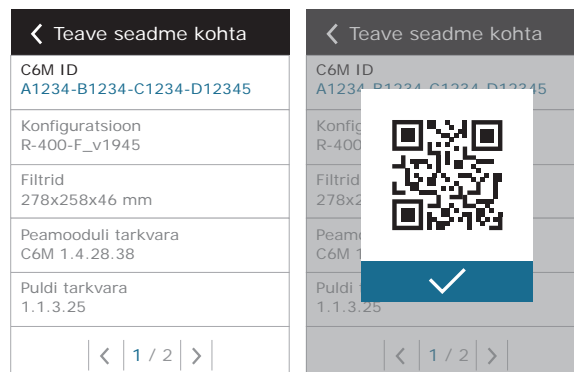 Teave seadme kohta
C6M ID
A1234-B1234-C1234-D12345
Konfiguratsioon
R-400-F_v1945
Filtrid
278x258x46 mm
Peamooduli tarkvara
C6M 1.4.28.38
Puldi tarkvara
1.1.3.25
1 / 2
Teave seadme kohta
C6M ID
A1234-B1234-C1234-D12345
Konfig
R-400
Filtrid
278x2
Peamo
C6M 1
Puldi
1.1.3.25
1 / 2